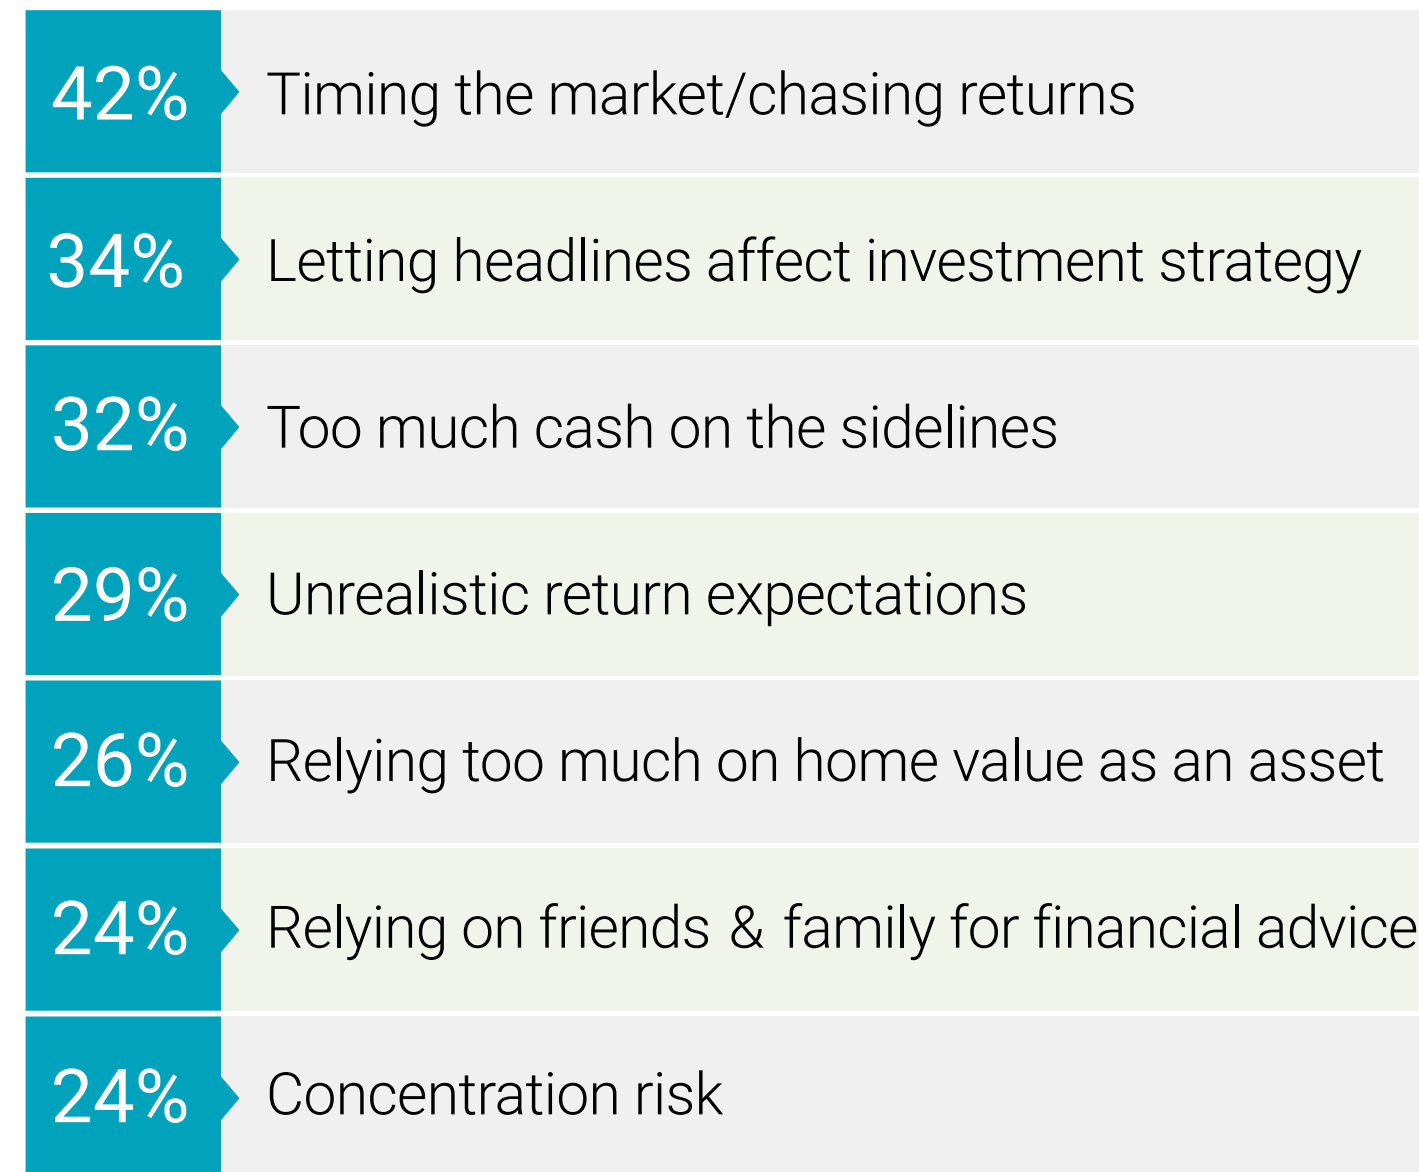 42% Timing the market/chasing returns
34% Letting headlines affect investment strategy
32% Too much cash on the sidelines
29% Unrealistic return expectations
26% Relying too much on home value as an asset
24% Relying on friends & family for financial advice
24% Concentration risk